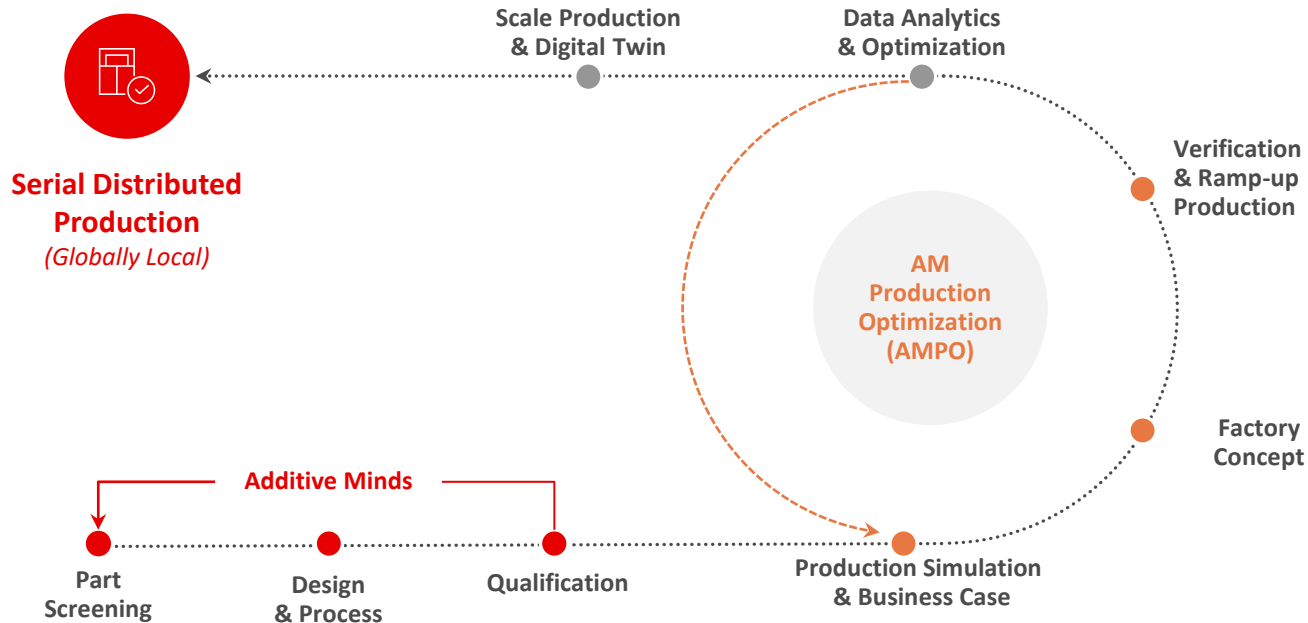 Scale Production
& Digital Twin
Data Analytics
& Optimization
Verification
& Ramp-up
Production
Serial Distributed
Production
(Globally Local)
AM
Production
Optimization
(AMPO)
Factory
Concept
Additive Minds
Part
Screening
Design
& Process
Qualification
Production Simulation
& Business Case